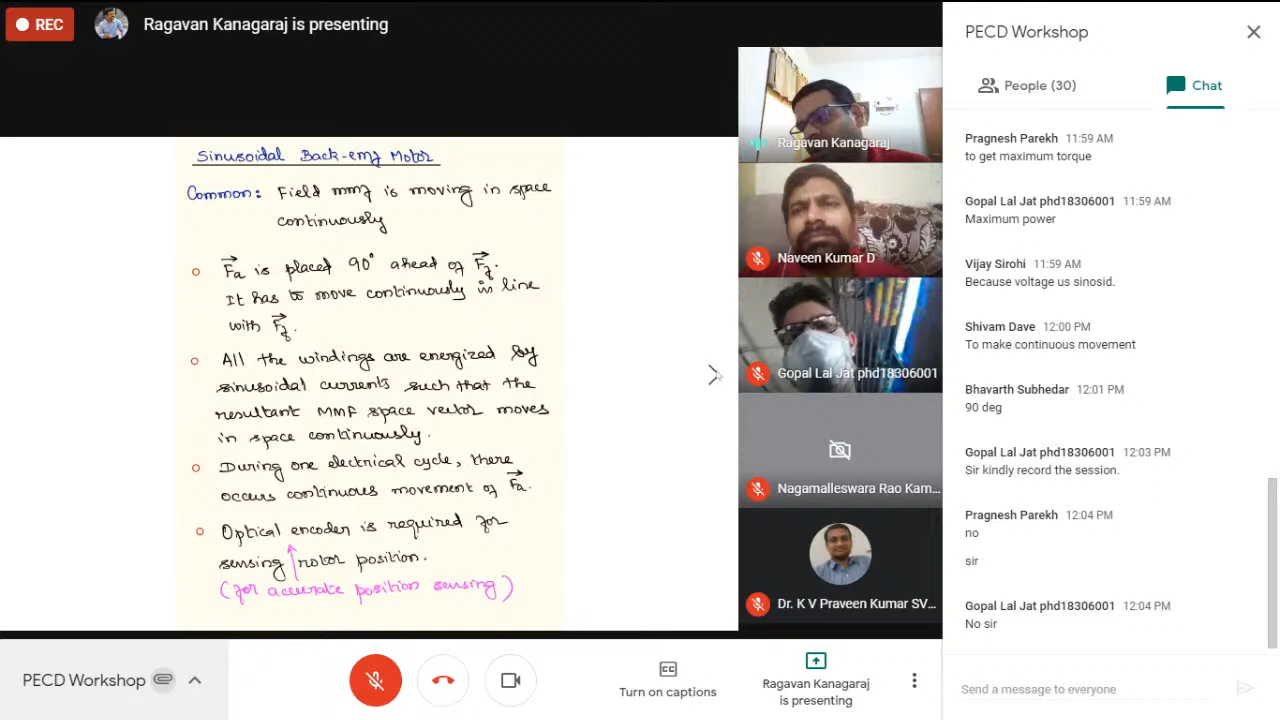 REC
Ragavan Kanagaraj is presenting
Sinusoidal Back-emf Motor
Common: Field mmf is moving in space
continuously
Fa is placed 90° ahead of Ff.
It has to move continuously in line
with Ff.
All the windings are energized by
sinusoidal currents such that the
resultant MMF space vector moves
in space continuously.
During one electrical cycle, there
occurs continuous movement of Fa.
Optical encoder is required for
sensing rotor position.
(for accurate position sensing)
Ragavan Kanagaraj
Naveen Kumar D
Gopal Lal Jat phd18306001
Nagamalleswara Rao Kam...
Dr. K V Praveen Kumar SV...
PECD Workshop
People (30)
Chat
Pragnesh Parekh 11:59 AM
to get maximum torque
Gopal Lal Jat phd18306001 11:59 AM
Maximum power
Vijay Sirohi 11:59 AM
Because voltage us sinosid.
Shivam Dave 12:00 PM
To make continuous movement
Bhavarth Subhedar 12:01 PM
90 deg
Gopal Lal Jat phd18306001 12:03 PM
Sir kindly record the session.
Pragnesh Parekh 12:04 PM
no
sir
Gopal Lal Jat phd18306001 12:04 PM
No sir
Send a message to everyone
PECD Workshop
CC
Turn on captions
Ragavan Kanagaraj
is presenting